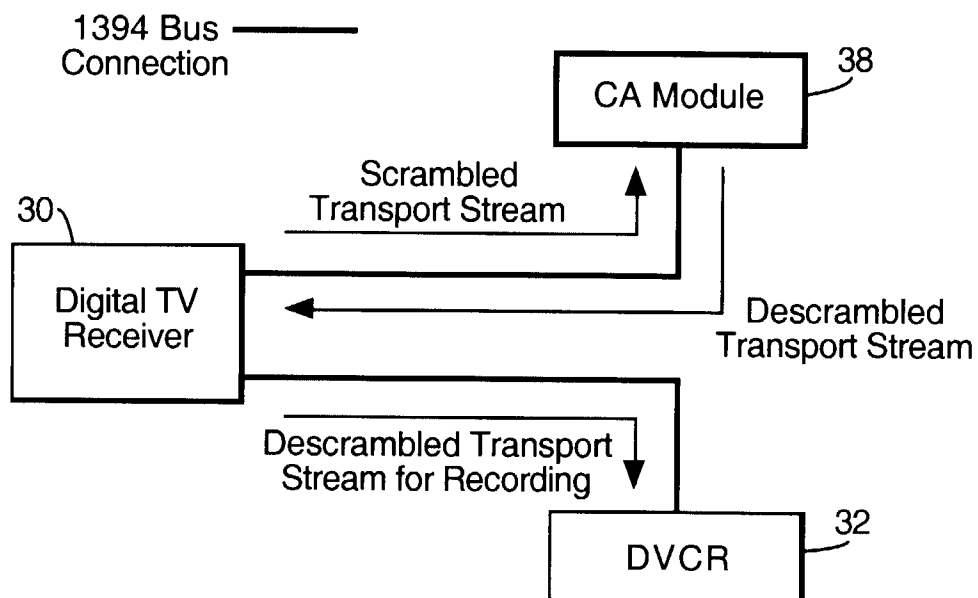 1394 Bus
Connection
38
CA Module
Scrambled
Transport Stream
30
Digital TV
Receiver
Descrambled
Transport Stream
Descrambled Transport
Stream for Recording
32
DVCR